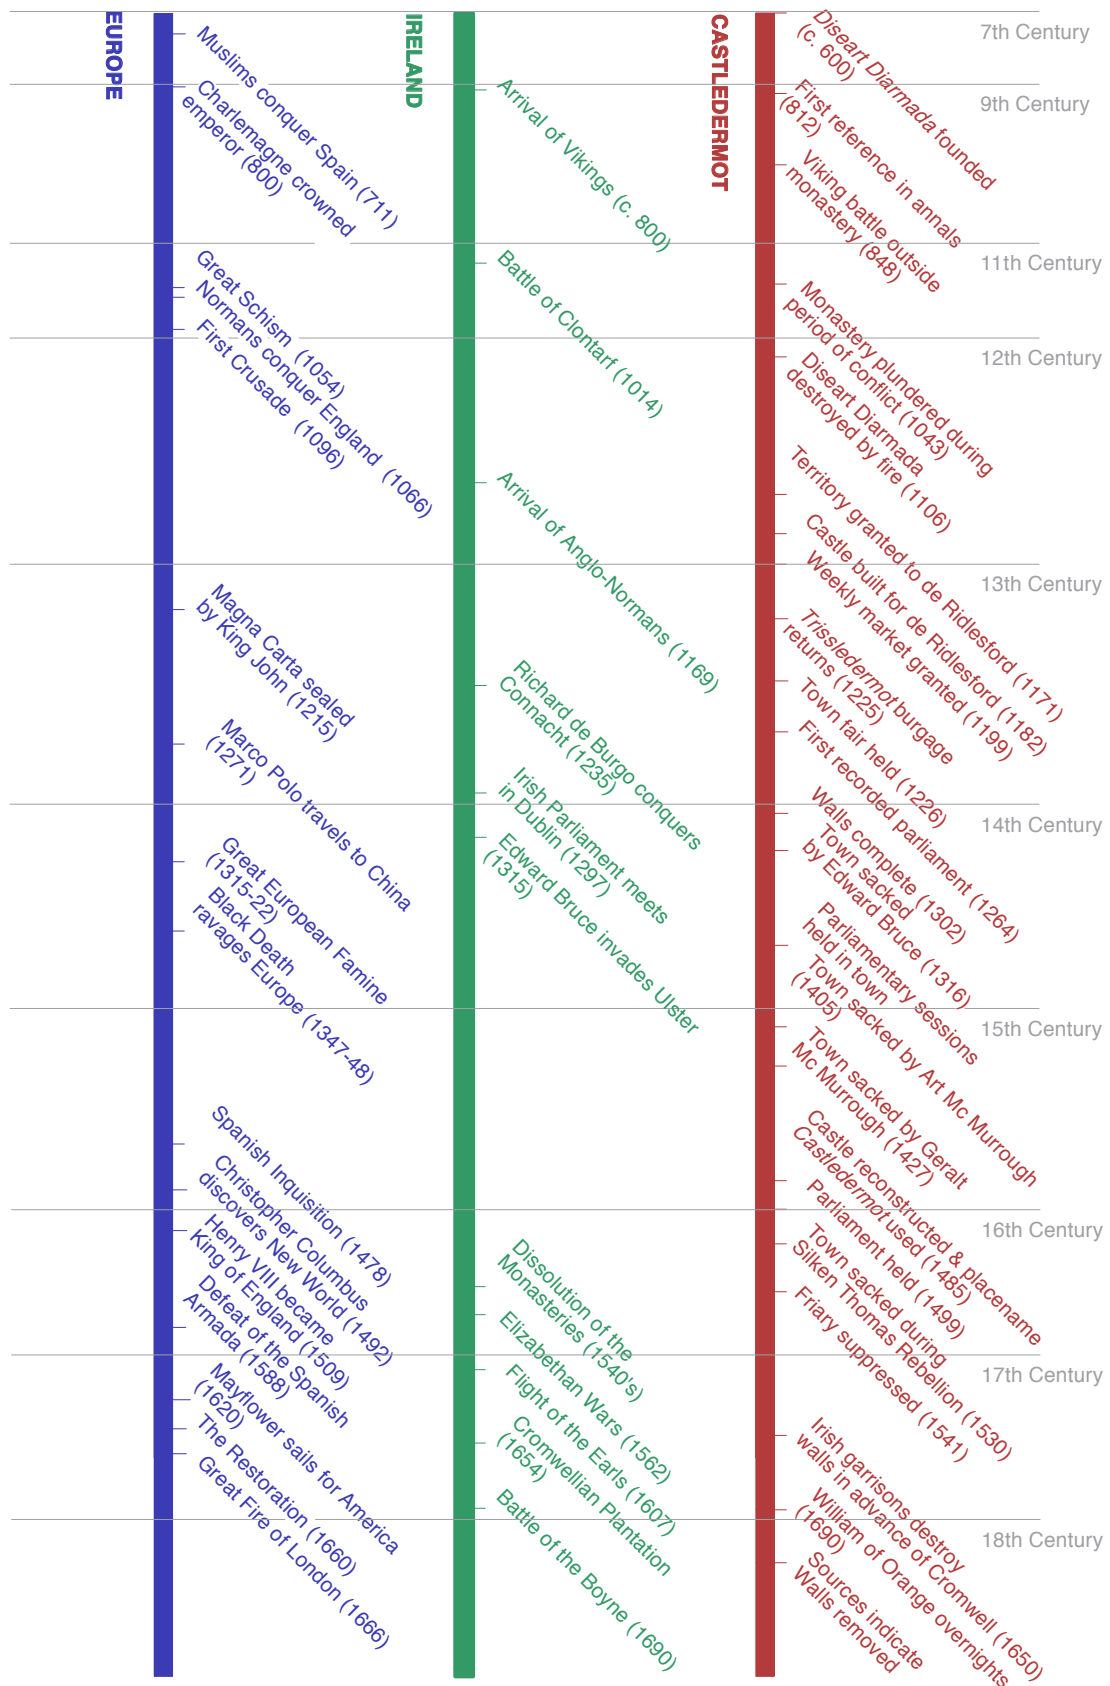 EUROPE
Muslims conquer Spain (711)
Charlemagne crowned
emperor (800)
Great Schism (1054)
Normans conquer England (1066)
First Crusade (1096)
Magna Carta sealed
by King John (1215)
Marco Polo travels to China
(1271)
Great European Famine
(1315-22)
Black Death
ravages Europe (1347-48)
Spanish Inquisition (1478)
Christopher Columbus
discovers New World (1492)
Henry VIII became
King of England (1509)
Defeat of the Spanish
Armada (1588)
Mayflower sails for America
(1620)
The Restoration (1660)
Great Fire of London (1666)
IRELAND
Arrival of Vikings (c. 800)
Battle of Clontarf (1014)
Arrival of Anglo-Normans (1169)
Richard de Burgo conquers
Connacht (1235)
Irish Parliament meets
in Dublin (1297)
Edward Bruce invades Ulster
(1315)
Dissolution of the
Monasteries (1540's)
Elizabethan Wars (1562)
Flight of the Earls (1607)
Cromwellian Plantation
(1654)
Battle of the Boyne (1690)
CASTLEDERMOT
Diseart Diarmada founded
(c. 600)
First reference in annals
(812)
Viking battle outside
monastery (848)
Monastery plundered during
period of conflict (1043)
Diseart Diarmada
destroyed by fire (1106)
Territory granted to de Ridlesford (1171)
Castle built for de Ridlesford (1182)
Weekly market granted (1199)
Trissledermot burgage
returns (1225)
Town fair held (1226)
First recorded parliament (1264)
Walls complete (1302)
Town sacked
by Edward Bruce (1316)
Parliamentary sessions
held in town
Town sacked by Art Mc Murrough
(1405)
Town sacked by Geralt
Mc Murrough (1427)
Castle reconstructed & placename
Castledermot used (1485)
Parliament held (1499)
Town sacked during
Silken Thomas Rebellion (1530)
Friary suppressed (1541)
Irish garrisons destroy
walls in advance of Cromwell (1650)
William of Orange overnights
(1690)
Sources indicate
Walls removed
7th Century
9th Century
11th Century
12th Century
13th Century
14th Century
15th Century
16th Century
17th Century
18th Century